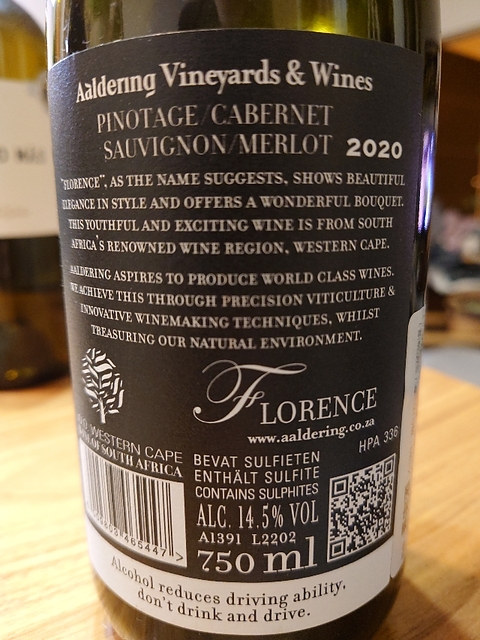 Aaldering Vineyards & Wines
PINOTAGE/CABERNET
SAUVIGNON/MERLOT 2020
"FLORENCE", AS THE NAME SUGGESTS, SHOWS BEAUTIFUL
ELEGANCE IN STYLE AND OFFERS A WONDERFUL BOUQUET.
THIS YOUTHFUL AND EXCITING WINE IS FROM SOUTH
AFRICA'S RENOWNED WINE REGION, WESTERN CAPE.
AALDERING ASPIRES TO PRODUCE WORLD CLASS WINES.
WE ACHIEVE THIS THROUGH PRECISION VITICULTURE &
INNOVATIVE WINEMAKING TECHNIQUES, WHILST
TREASURING OUR NATURAL ENVIRONMENT.
FLORENCE
www.aaldering.co.za
HPA 336
WESTERN CAPE
OF SOUTH AFRICA
BEVAT SULFIETEN
ENTHÄLT SULFITE
CONTAINS SULPHITES
ALC. 14.5% VOL
A1391 L2202
750 ml
465447
Alcohol reduces driving ability,
don't drink and drive.